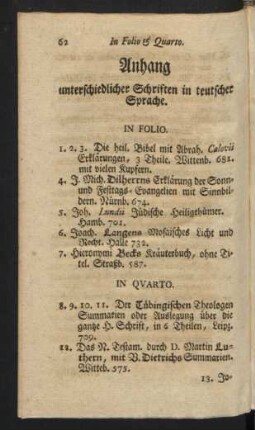 62 In Folio & Quarto.
Anhang
unterschiedlicher Schriften in teutscher
Sprache.
IN FOLIO.
1. 2. 3. Die heil. Bibel mit Abrah. Calovii
Erklärungen, 3 Theile. Wittenb. 681.
mit vielen Kupfern.
4. J. Mich. Dilherrns Erklärung der Sonn-
und Festtags-Evangelien mit Sinnbil-
dern. Nürnb. 674.
5. Joh. Lundii Jüdische Heiligthümer.
Hamb. 701.
6. Joach. Langens Mosaisches Licht und
Recht. Halle 732.
7. Hieronymi Bocks Kräuterbuch, ohne Ti-
tel. Straßb. 587.
IN QVARTO.
8. 9. 10. 11. Der Tübingischen Theologen
Summarien oder Auslegung über die
gantze H. Schrift, in 6 Theilen, Leipz.
709.
12. Das N. Testam. durch D. Martin Lu-
thern, mit V. Dietrichs Summarien.
Witteb. 575.
13. Jo-